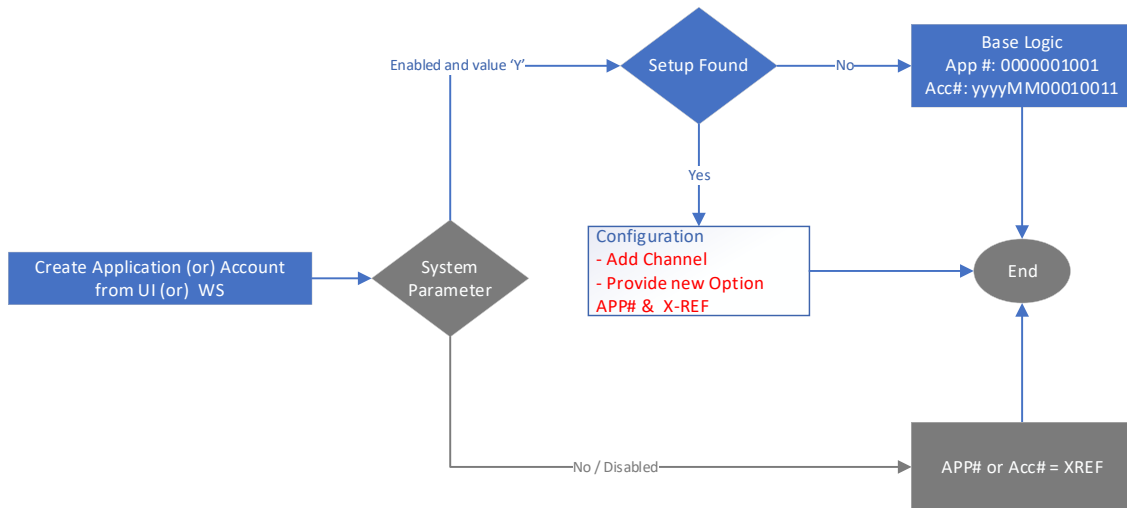 Enabled and value ‘Y’
Setup Found
No
Base Logic
App #: 0000001001
Acc#: yyyyMM00010011
Yes
Create Application (or) Account
from UI (or) WS
System
Parameter
Configuration
- Add Channel
- Provide new Option
APP# & X-REF
End
No / Disabled
APP# or Acc# = XREF